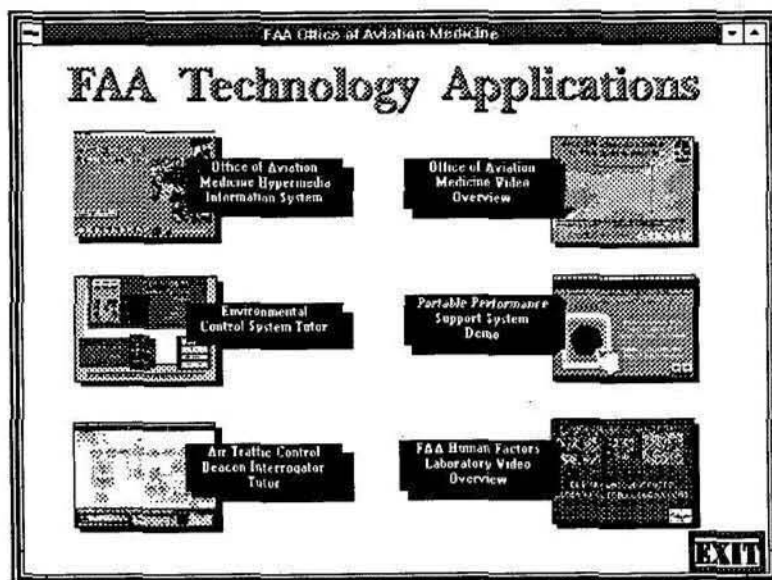 FAA Office of Aviation Medicine
FAA Technology Applications
Office of Aviation
Medicine Hypermedia
Information System
Office of Aviation
Medicine Video
Overview
Environmental
Control System Tutor
Portable Performance
Support System
Demo
Air Traffic Control
Beacon Interrogator
Tutor
FAA Human Factors
Laboratory Video
Overview
EXIT